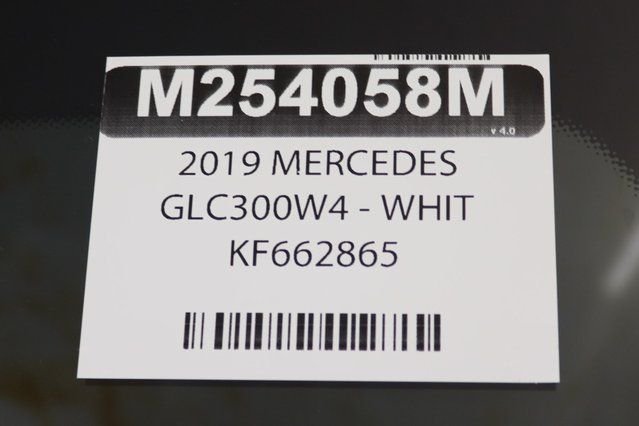 M254058M
v 4.0
2019 MERCEDES
GLC300W4 - WHIT
KF662865